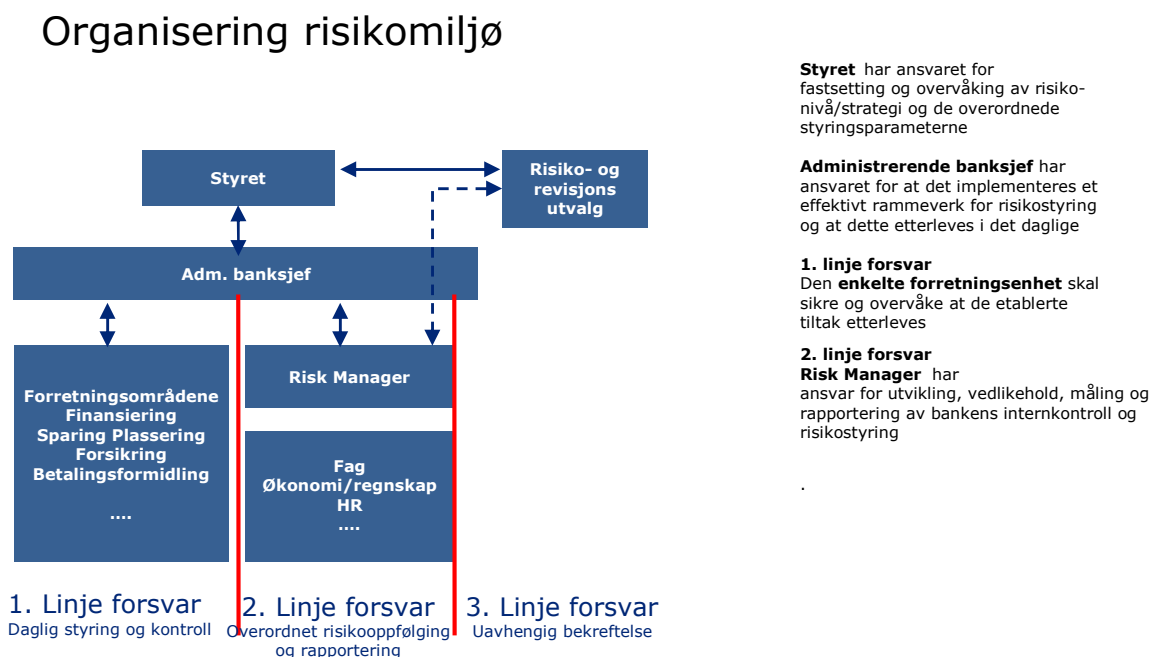 Organisering risikomiljø
Styret
Risiko- og
revisjons
utvalg
Adm. banksjef
Forretningsområdene
Finansiering
Sparing Plassering
Forsikring
Betalingsformidling
....
Risk Manager
Fag
Økonomi/regnskap
HR
....
1. Linje forsvar
Daglig styring og kontroll
2. Linje forsvar
Overordnet risikooppfølging
og rapportering
3. Linje forsvar
Uavhengig bekreftelse
Styret har ansvaret for
fastsetting og overvåking av risiko-
nivå/strategi og de overordnede
styringsparameterne
Administrerende banksjef har
ansvaret for at det implementeres et
effektivt rammeverk for risikostyring
og at dette etterleves i det daglige
1. linje forsvar
Den enkelte forretningsenhet skal
sikre og overvåke at de etablerte
tiltak etterleves
2. linje forsvar
Risk Manager har
ansvar for utvikling, vedlikehold, måling og
rapportering av bankens internkontroll og
risikostyring
.